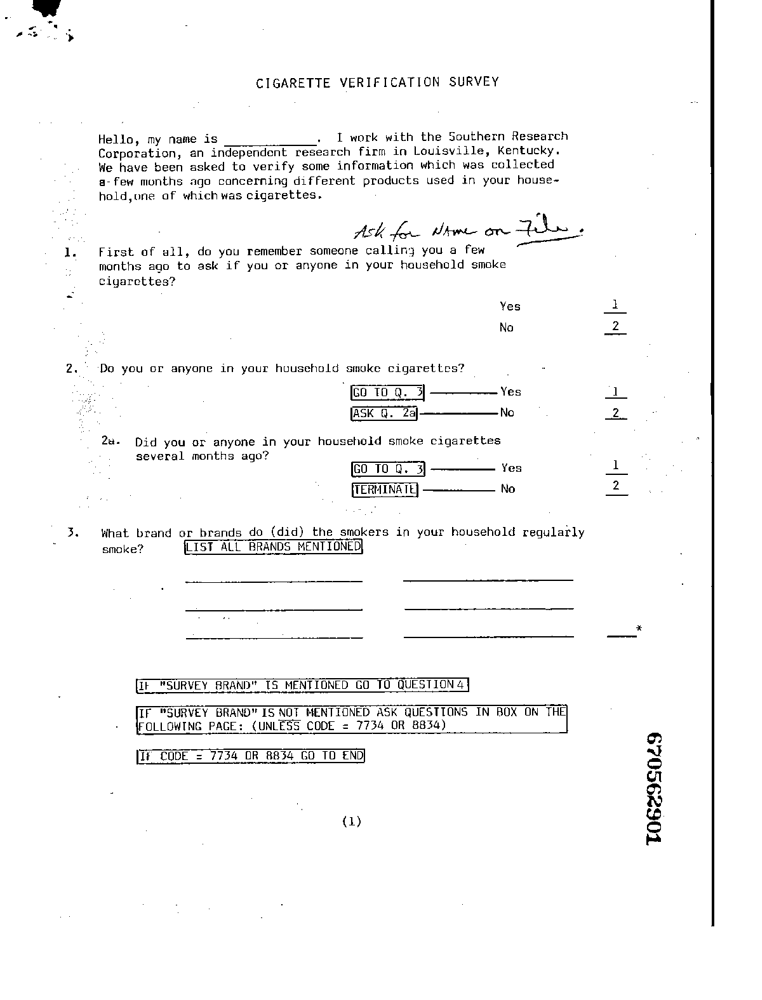 CIGARETTE VERIFICATION SURVEY
Hello, my name is ____________. I work with the Southern Research
Corporation, an independent research firm in Louisville, Kentucky.
We have been asked to verify some information which was collected
a few months ago concerning different products used in your house-
hold, one of which was cigarettes.
Ask for NAme on File.
1. First of all, do you remember someone calling you a few
months ago to ask if you or anyone in your household smoke
cigarettes?
Yes 1
No 2
2. Do you or anyone in your household smoke cigarettes?
GO TO Q. 3 Yes 1
ASK Q. 2a No 2
2a. Did you or anyone in your household smoke cigarettes
several months ago?
GO TO Q. 3 Yes 1
TERMINATE No 2
3. What brand or brands do (did) the smokers in your household regularly
smoke? LIST ALL BRANDS MENTIONED
*
IF "SURVEY BRAND" IS MENTIONED GO TO QUESTION 4
IF "SURVEY BRAND" IS NOT MENTIONED ASK QUESTIONS IN BOX ON THE
FOLLOWING PAGE: (UNLESS CODE = 7734 OR 8834)
IF CODE = 7734 OR 8834 GO TO END
(1)
670562901